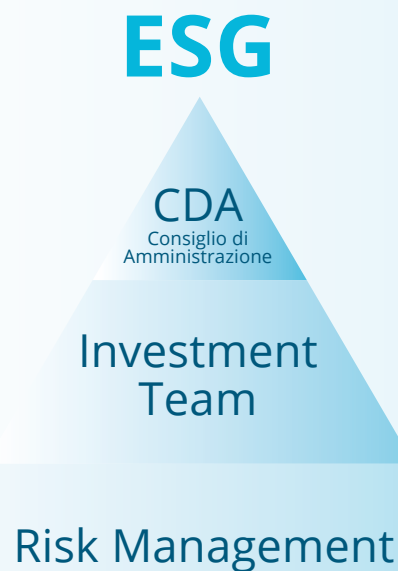 ESG
CDA
Consiglio di
Amministrazione
Investment
Team
Risk Management